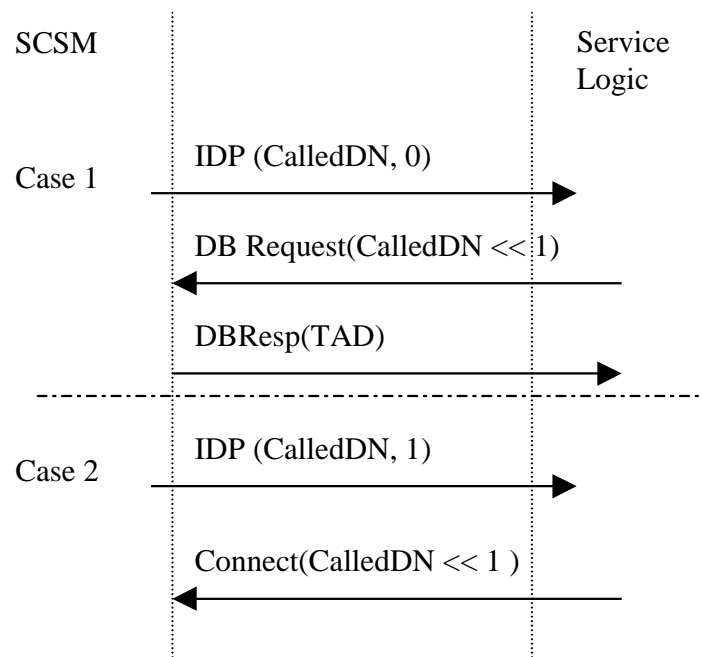 SCSM
Service
Logic
Case 1
IDP (CalledDN, 0)
DB Request(CalledDN << 1)
DBResp(TAD)
Case 2
IDP (CalledDN, 1)
Connect(CalledDN << 1 )